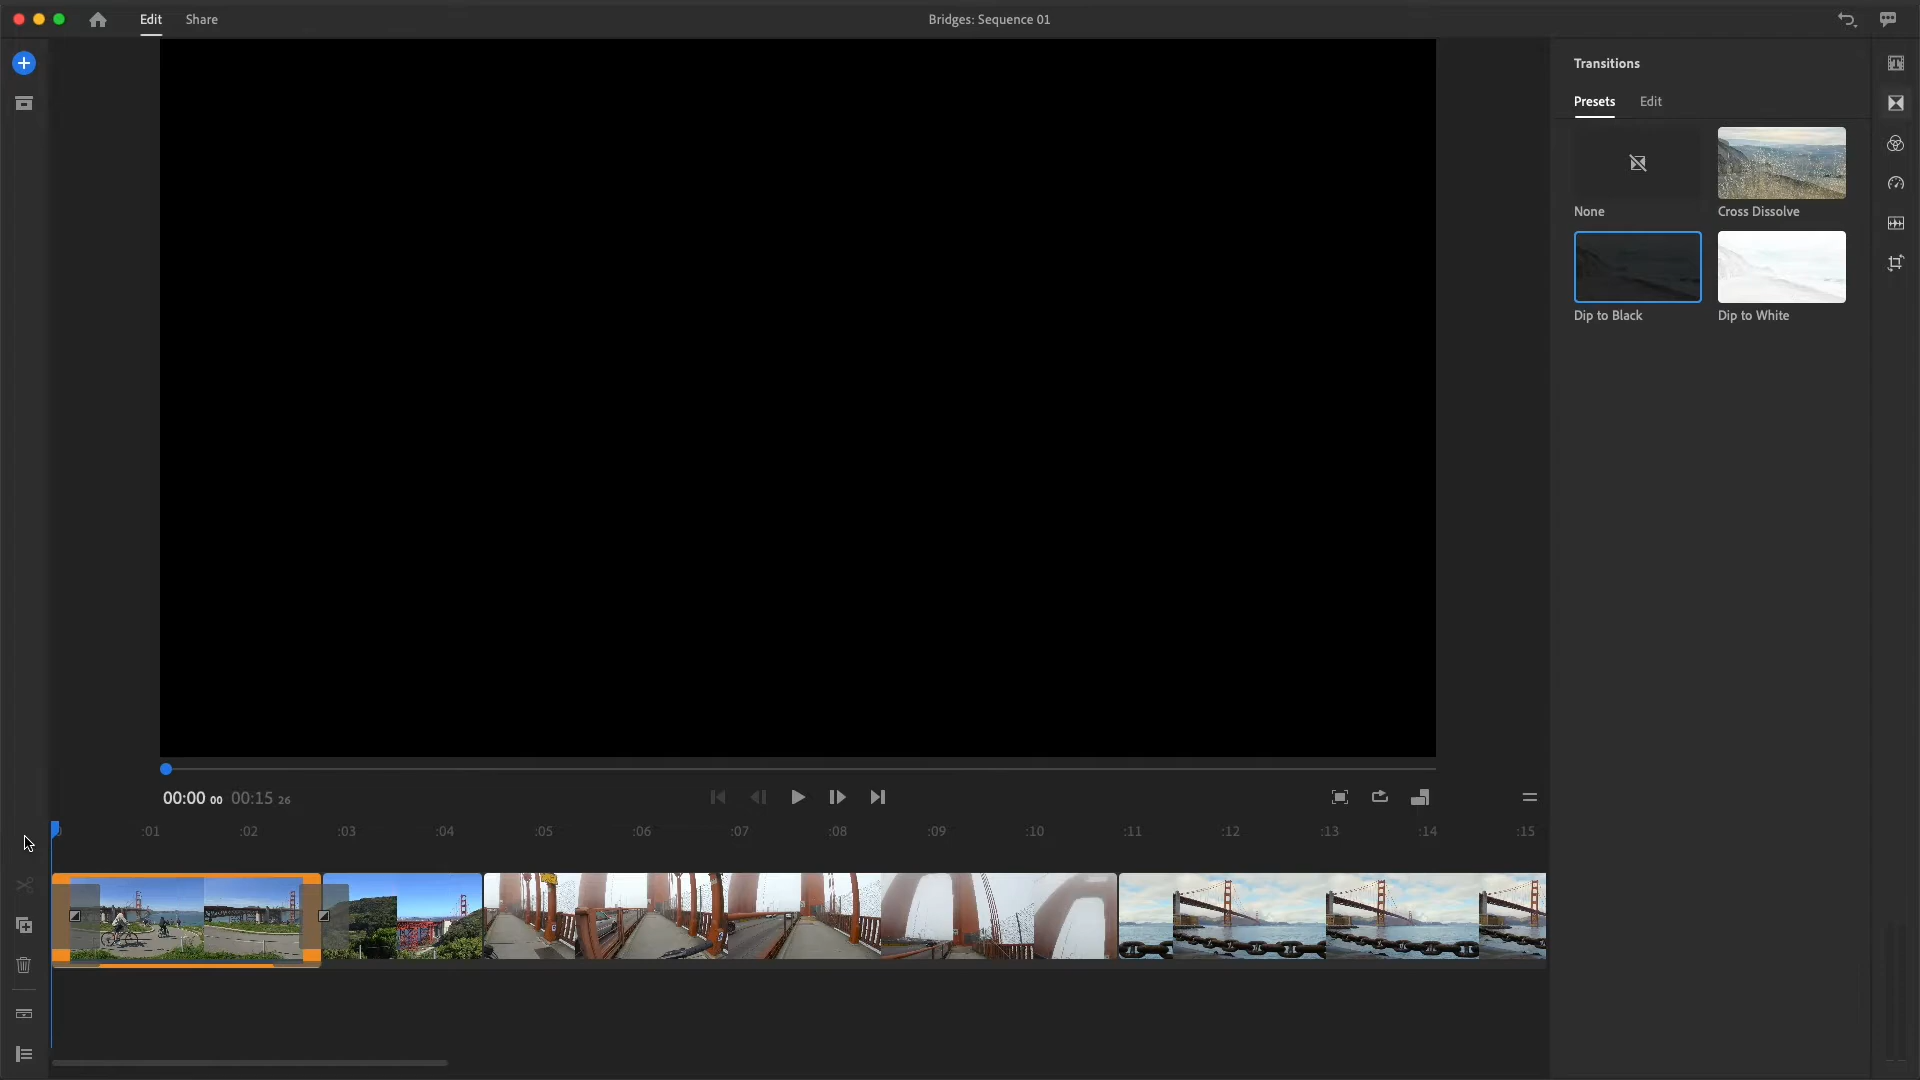 Edit Share Bridges: Sequence 01
Transitions
Presets Edit
None Cross Dissolve
Dip to Black Dip to White
00:00 00 00:15 26
:01 :02 :03 :04 :05 :06 :07 :08 :09 :10 :11 :12 :13 :14 :15